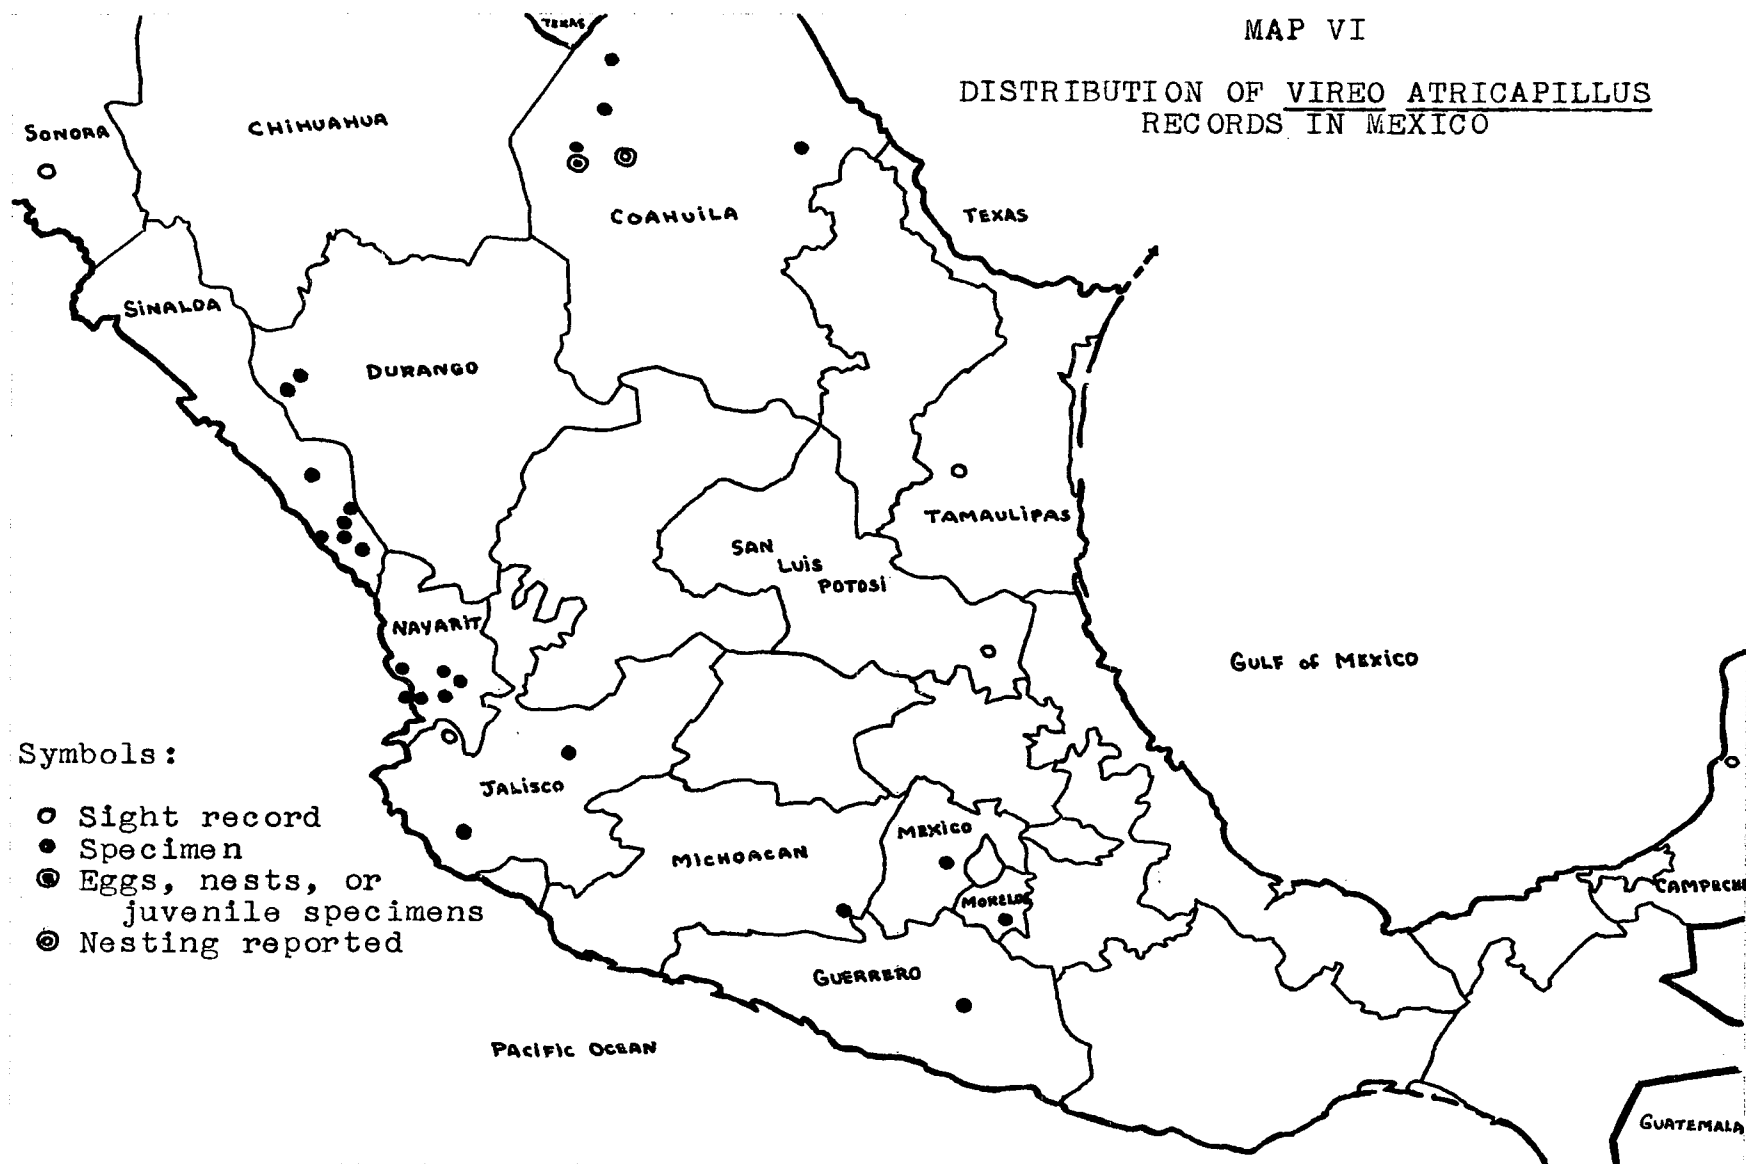 MAP VI
DISTRIBUTION OF VIREO ATRICAPILLUS
RECORDS IN MEXICO
TEXAS
SONORA
CHIHUAHUA
COAHUILA
TEXAS
SINALOA
DURANGO
TAMAULIPAS
SAN
LUIS
POTOSI
NAYARIT
GULF of MEXICO
JALISCO
MEXICO
MICHOACAN
MORELOS
CAMPECHE
GUERRERO
PACIFIC OCEAN
GUATEMALA
Symbols:
Sight record
Specimen
Eggs, nests, or
juvenile specimens
Nesting reported